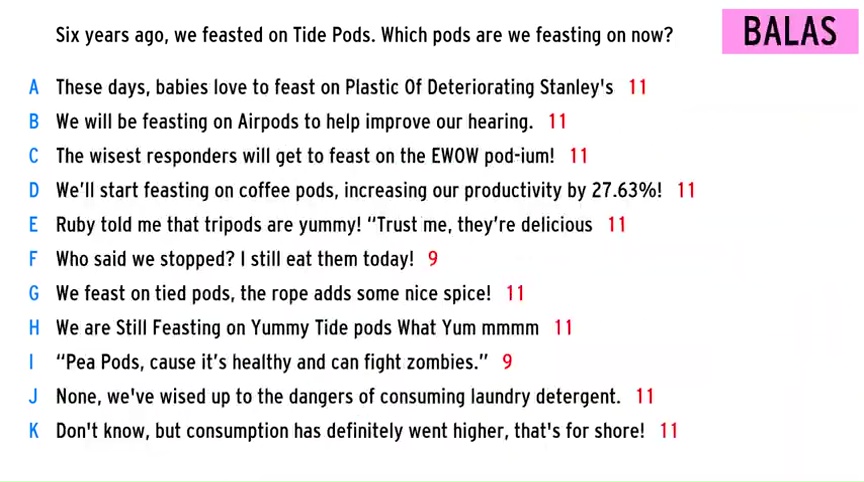 Six years ago, we feasted on Tide Pods. Which pods are we feasting on now?
BALAS
A These days, babies love to feast on Plastic Of Deteriorating Stanley's 11
B We will be feasting on Airpods to help improve our hearing. 11
C The wisest responders will get to feast on the EWOW pod-ium! 11
D We'll start feasting on coffee pods, increasing our productivity by 27.63%! 11
E Ruby told me that tripods are yummy! “Trust me, they're delicious 11
F Who said we stopped? I still eat them today! 9
G We feast on tied pods, the rope adds some nice spice! 11
H We are Still Feasting on Yummy Tide pods What Yum mmmm 11
I “Pea Pods, cause it's healthy and can fight zombies.” 9
J None, we've wised up to the dangers of consuming laundry detergent. 11
K Don't know, but consumption has definitely went higher, that's for shore! 11